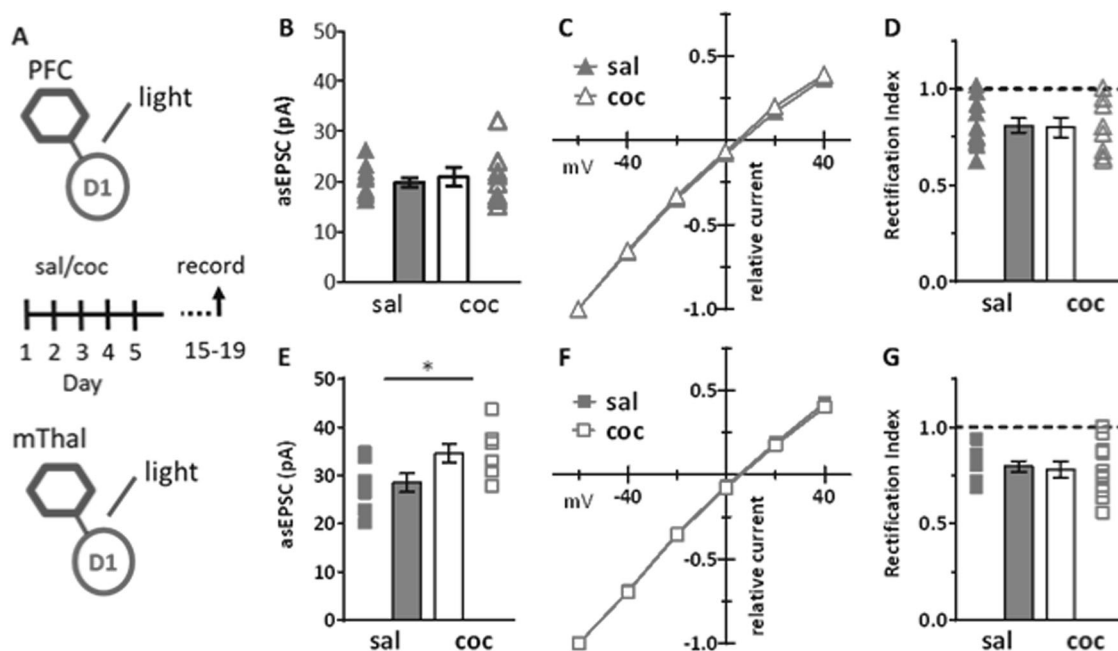 A
PFC
light
D1
sal/coc
record
1 2 3 4 5 15-19
Day
mThal
light
D1
B
asEPSC (pA)
50
40
30
20
10
0
sal coc
C
sal
coc
0.5
mV -40 40
-0.5
-1.0
relative current
D
Rectification Index
1.0
0.5
0.0
sal coc
E
*
asEPSC (pA)
50
40
30
20
10
0
sal coc
F
sal
coc
0.5
mV -40 40
-0.5
-1.0
relative current
G
Rectification Index
1.0
0.5
0.0
sal coc